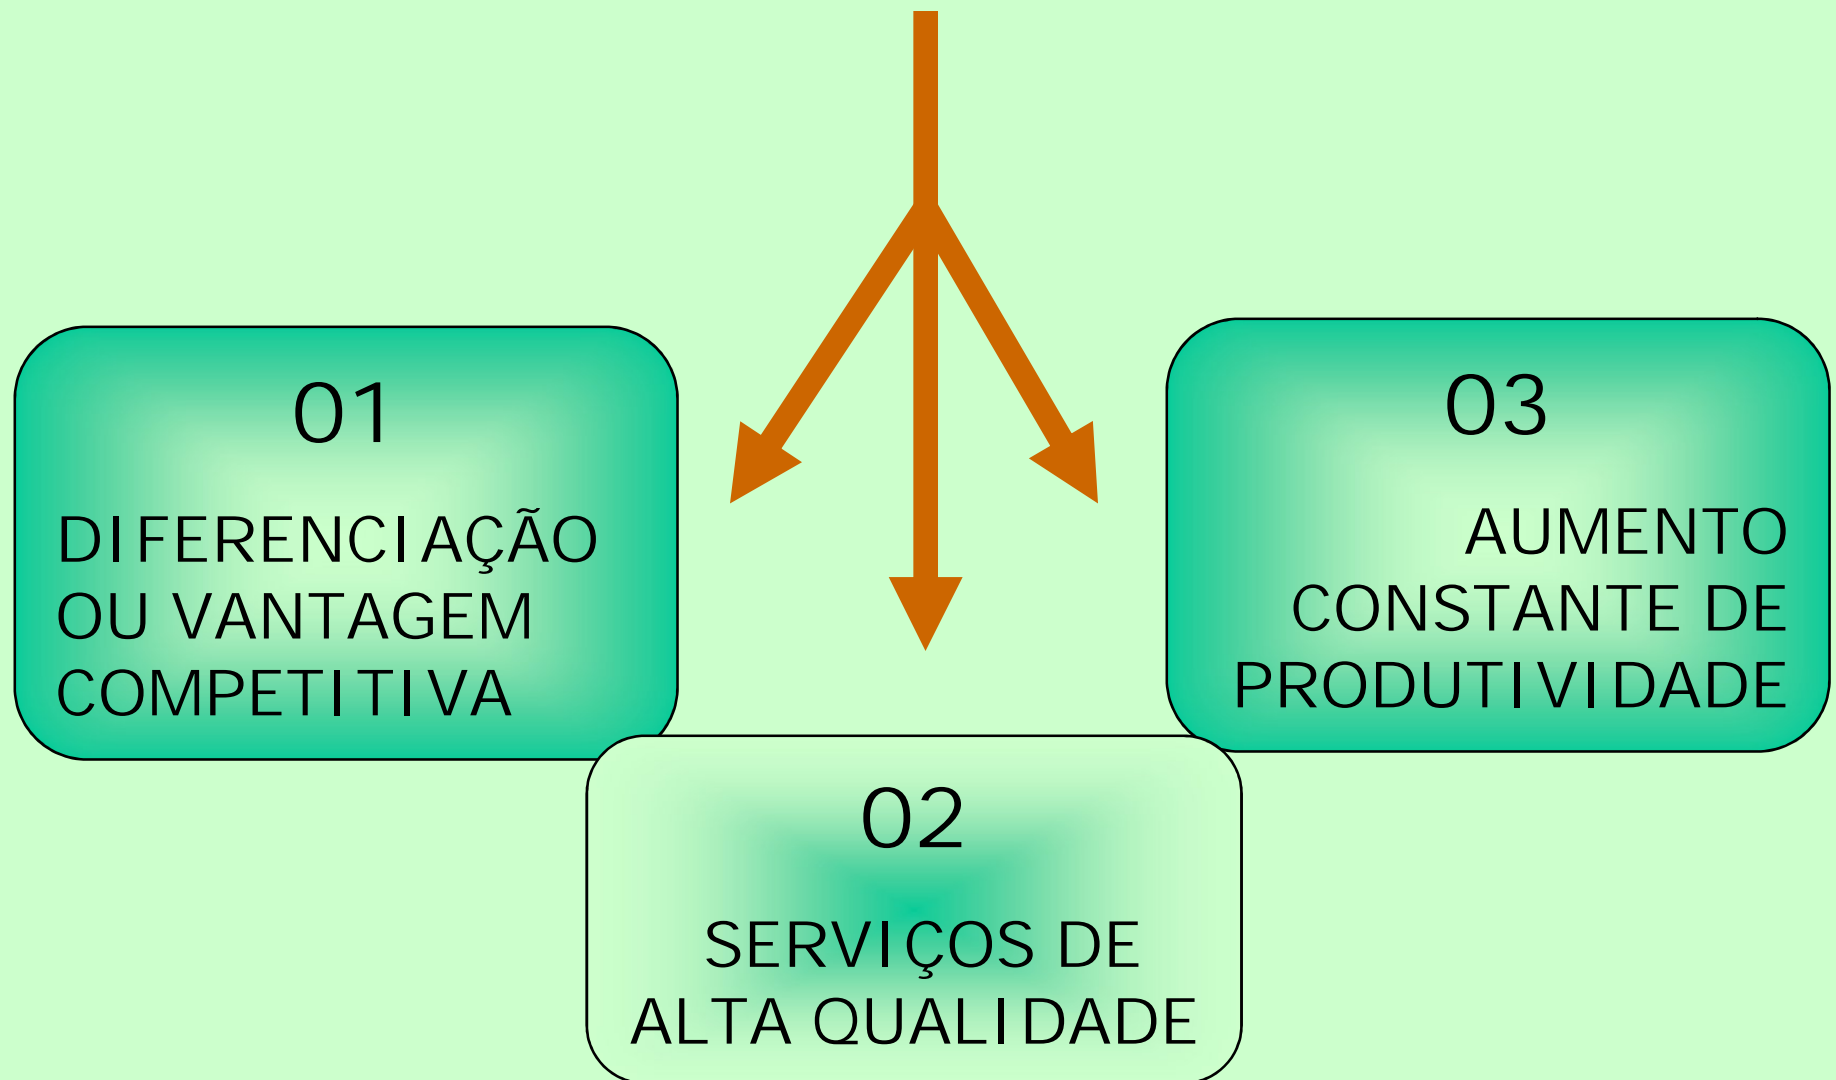 01
DIFERENCIAÇÃO
OU VANTAGEM
COMPETITIVA
02
SERVIÇOS DE
ALTA QUALIDADE
03
AUMENTO
CONSTANTE DE
PRODUTIVIDADE